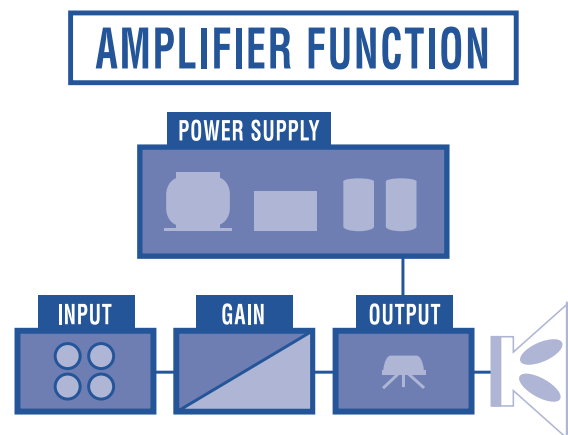 AMPLIFIER FUNCTION
POWER SUPPLY
INPUT
GAIN
OUTPUT